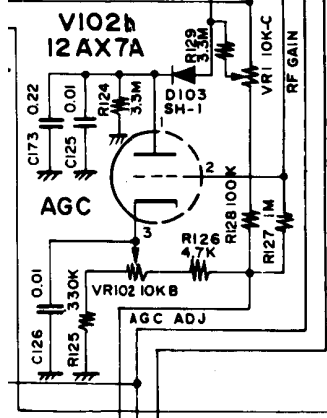 V102b
12AX7A
R129
3.3M
VR1 10K-C
RF GAIN
0.22
C173
0.01
C125
R124
3.3M
D103
SH-1
1
2
3
AGC
R128 100K
R127 1M
R126
4.7K
VR102 10KB
AGC ADJ
0.01
C126
330K
R125